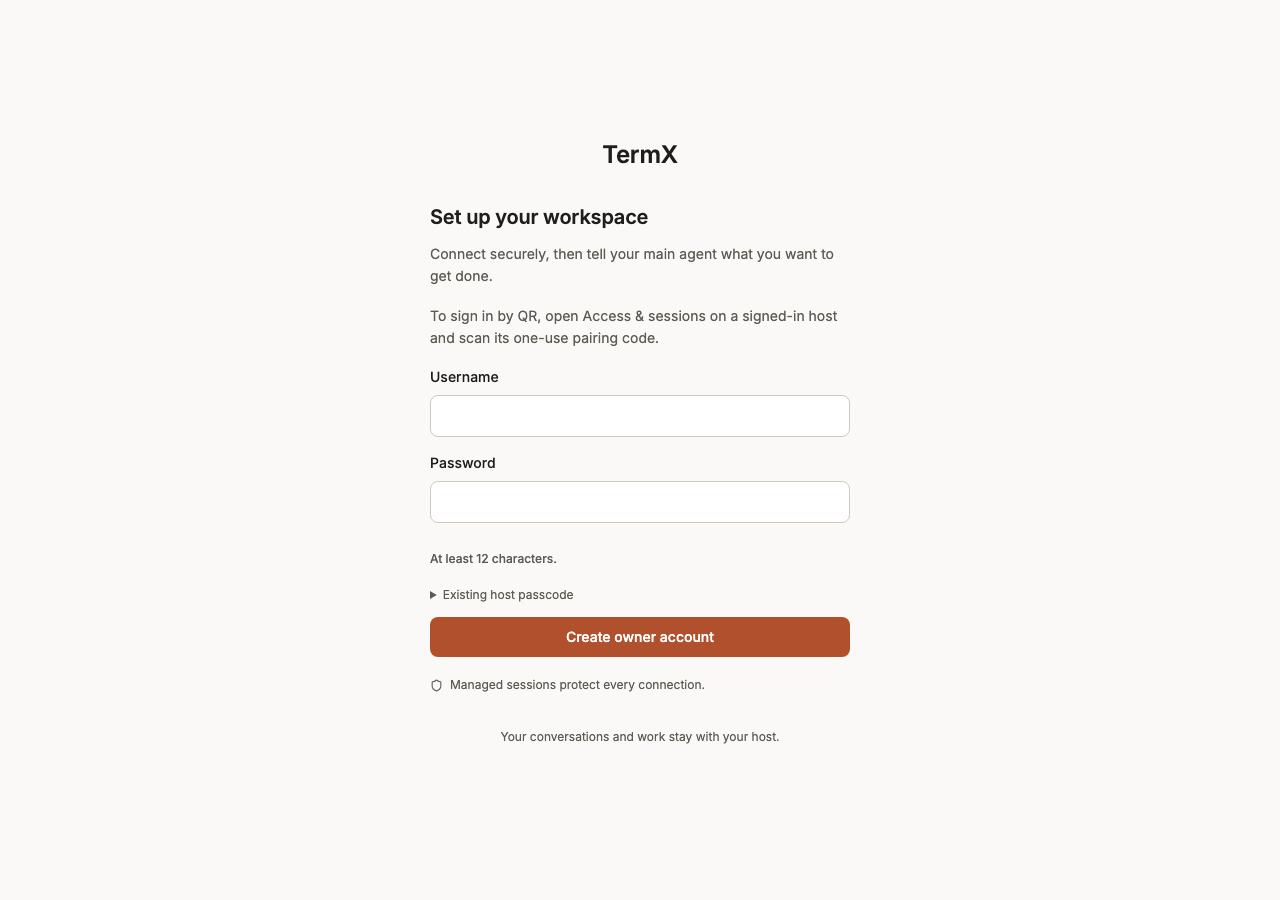 TermX
Set up your workspace
Connect securely, then tell your main agent what you want to
get done.
To sign in by QR, open Access & sessions on a signed-in host
and scan its one-use pairing code.
Username
Password
At least 12 characters.
Existing host passcode
Create owner account
Managed sessions protect every connection.
Your conversations and work stay with your host.